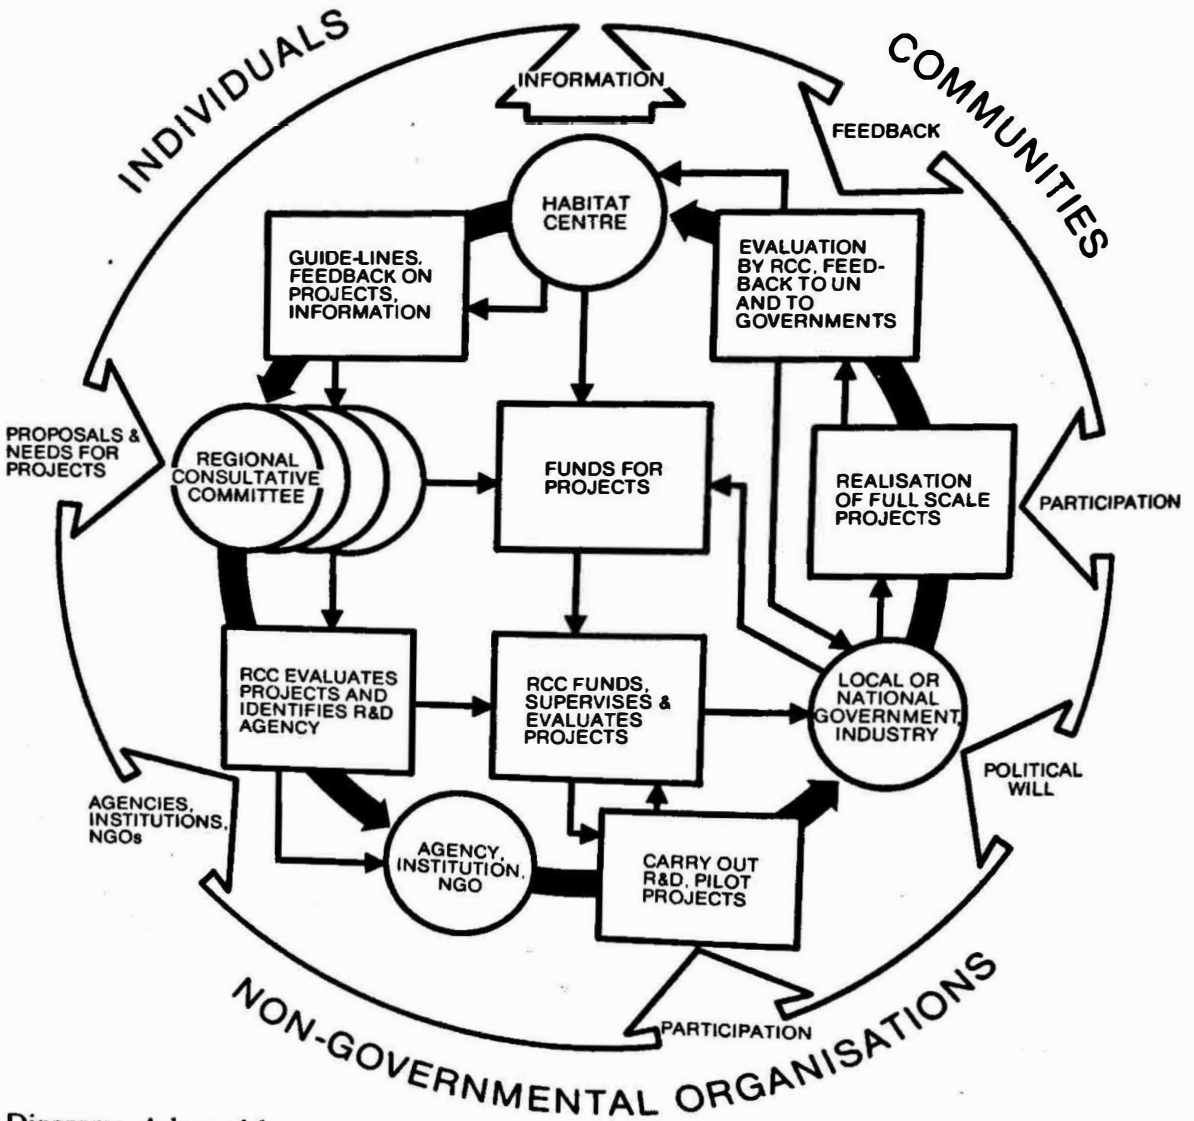 INDIVIDUALS
COMMUNITIES
INFORMATION
FEEDBACK
HABITAT
CENTRE
GUIDE-LINES,
FEEDBACK ON
PROJECTS,
INFORMATION
EVALUATION
BY RCC, FEED-
BACK TO UN
AND TO
GOVERNMENTS
PROPOSALS &
NEEDS FOR
PROJECTS
REGIONAL
CONSULTATIVE
COMMITTEE
FUNDS FOR
PROJECTS
REALISATION
OF FULL SCALE
PROJECTS
PARTICIPATION
RCC EVALUATES
PROJECTS AND
IDENTIFIES R&D
AGENCY
RCC FUNDS,
SUPERVISES &
EVALUATES
PROJECTS
LOCAL OR
NATIONAL
GOVERNMENT,
INDUSTRY
POLITICAL
WILL
AGENCIES,
INSTITUTIONS,
NGOs
AGENCY,
INSTITUTION,
NGO
CARRY OUT
R&D, PILOT
PROJECTS
PARTICIPATION
NON-GOVERNMENTAL ORGANISATIONS